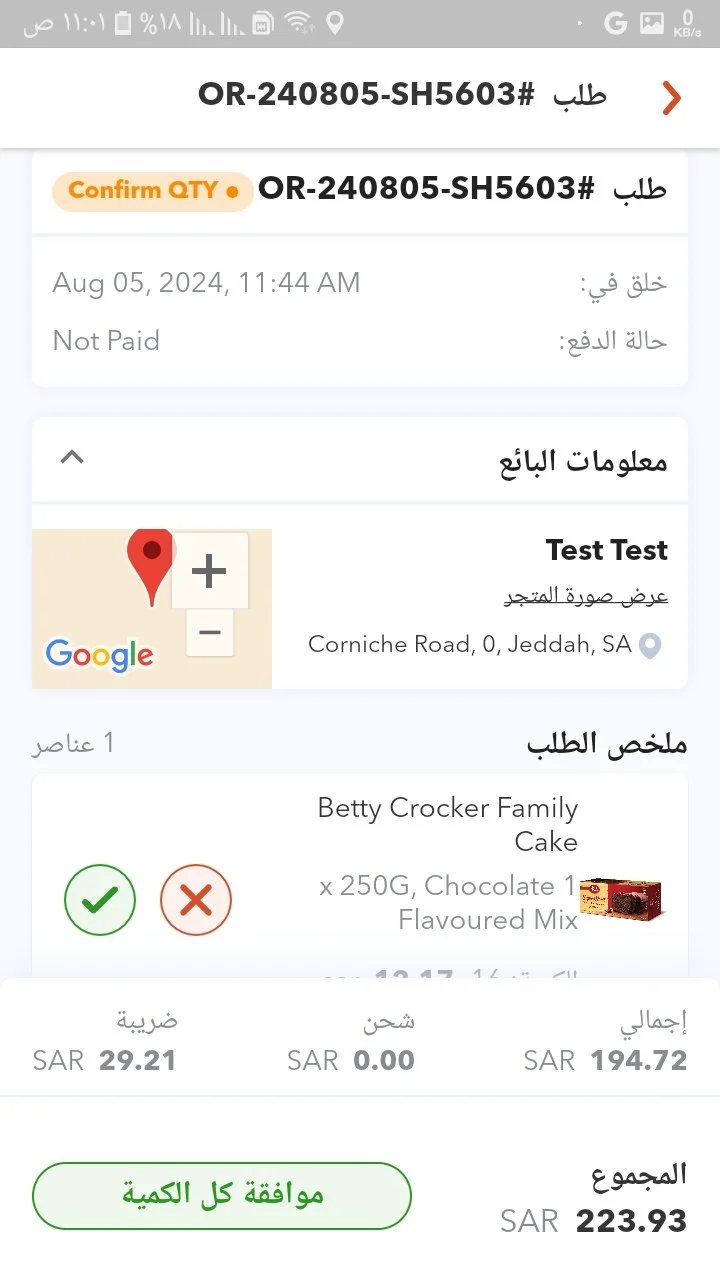 ١١:٠١ ص ١٨%
0
KB/s
طلب #OR-240805-SH5603
طلب #OR-240805-SH5603
Confirm QTY
خلق في: Aug 05, 2024, 11:44 AM
حالة الدفع: Not Paid
معلومات البائع
Test Test
عرض صورة المتجر
Corniche Road, 0, Jeddah, SA
Google
ملخص الطلب
1 عناصر
Betty Crocker Family
Cake
x 250G, Chocolate 1
Flavoured Mix
إجمالي
SAR 194.72
شحن
SAR 0.00
ضريبة
SAR 29.21
المجموع
SAR 223.93
موافقة كل الكمية